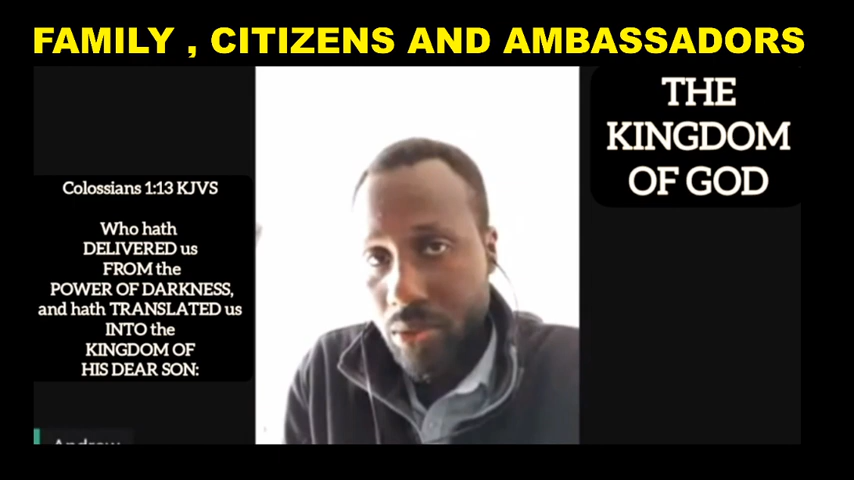 FAMILY , CITIZENS AND AMBASSADORS
THE
KINGDOM
OF GOD
Colossians 1:13 KJVS
Who hath
DELIVERED us
FROM the
POWER OF DARKNESS,
and hath TRANSLATED us
INTO the
KINGDOM OF
HIS DEAR SON:
Andrew